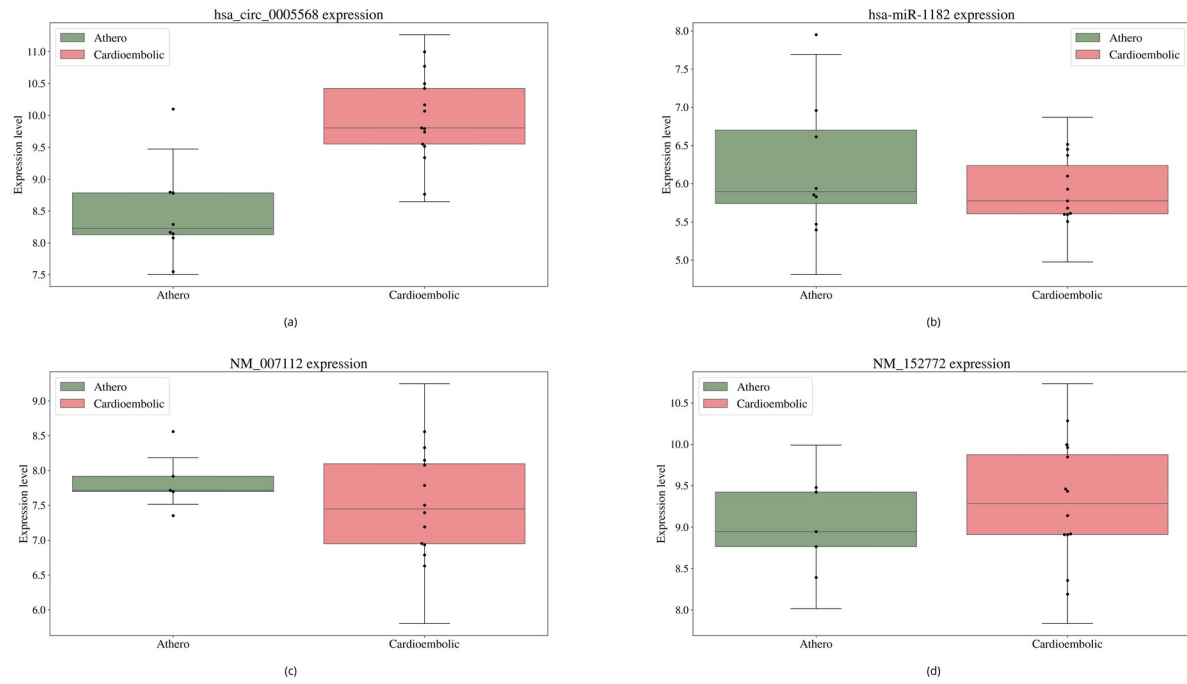 hsa_circ_0005568 expression
Athero
Cardioembolic
Expression level
11.0
10.5
10.0
9.5
9.0
8.5
8.0
7.5
Athero
Cardioembolic
(a)
hsa-miR-1182 expression
Athero
Cardioembolic
Expression level
8.0
7.5
7.0
6.5
6.0
5.5
5.0
Athero
Cardioembolic
(b)
NM_007112 expression
Athero
Cardioembolic
Expression level
9.0
8.5
8.0
7.5
7.0
6.5
6.0
Athero
Cardioembolic
(c)
NM_152772 expression
Athero
Cardioembolic
Expression level
10.5
10.0
9.5
9.0
8.5
8.0
Athero
Cardioembolic
(d)